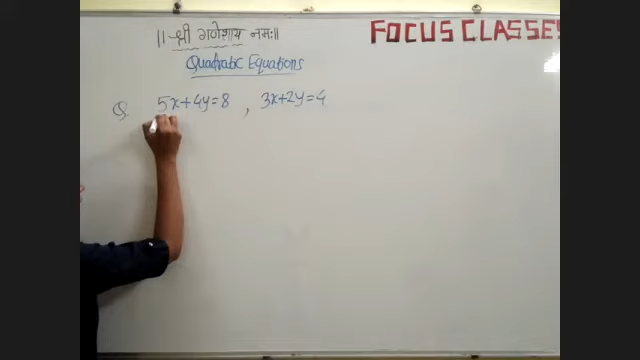 ॥ श्री गणेशाय नमः॥
FOCUS CLASSES
Quadratic Equations
Q 5x+4y=8 , 3x+2y=4